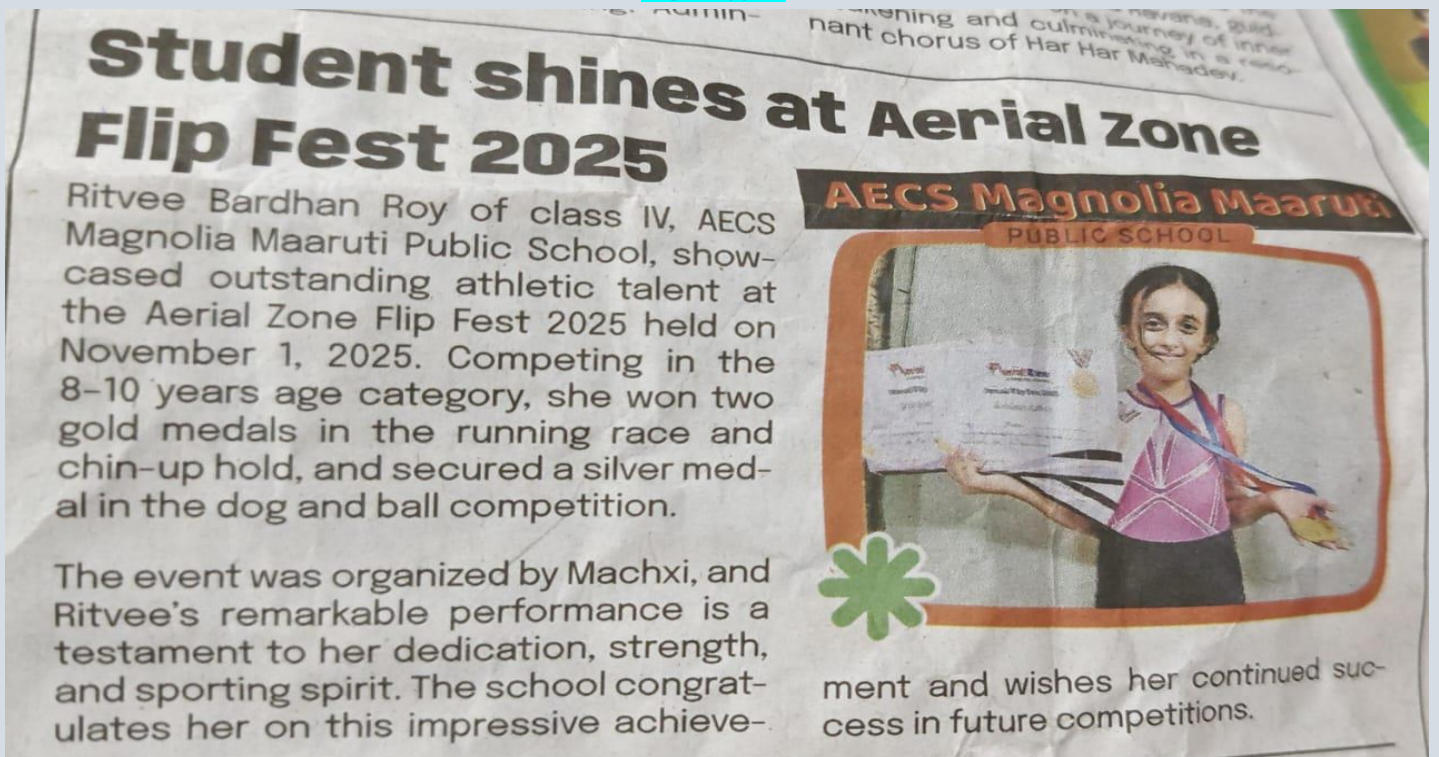 Admin-
ening and culminating in a reso-
nant chorus of Har Har Mahadev.
Student shines at Aerial Zone
Flip Fest 2025
Ritvee Bardhan Roy of class IV, AECS
Magnolia Maaruti Public School, show-
cased outstanding athletic talent at
the Aerial Zone Flip Fest 2025 held on
November 1, 2025. Competing in the
8-10 years age category, she won two
gold medals in the running race and
chin-up hold, and secured a silver med-
al in the dog and ball competition.
The event was organized by Machxi, and
Ritvee's remarkable performance is a
testament to her dedication, strength,
and sporting spirit. The school congrat-
ulates her on this impressive achieve-
AECS Magnolia Maaruti
PUBLIC SCHOOL
ment and wishes her continued suc-
cess in future competitions.